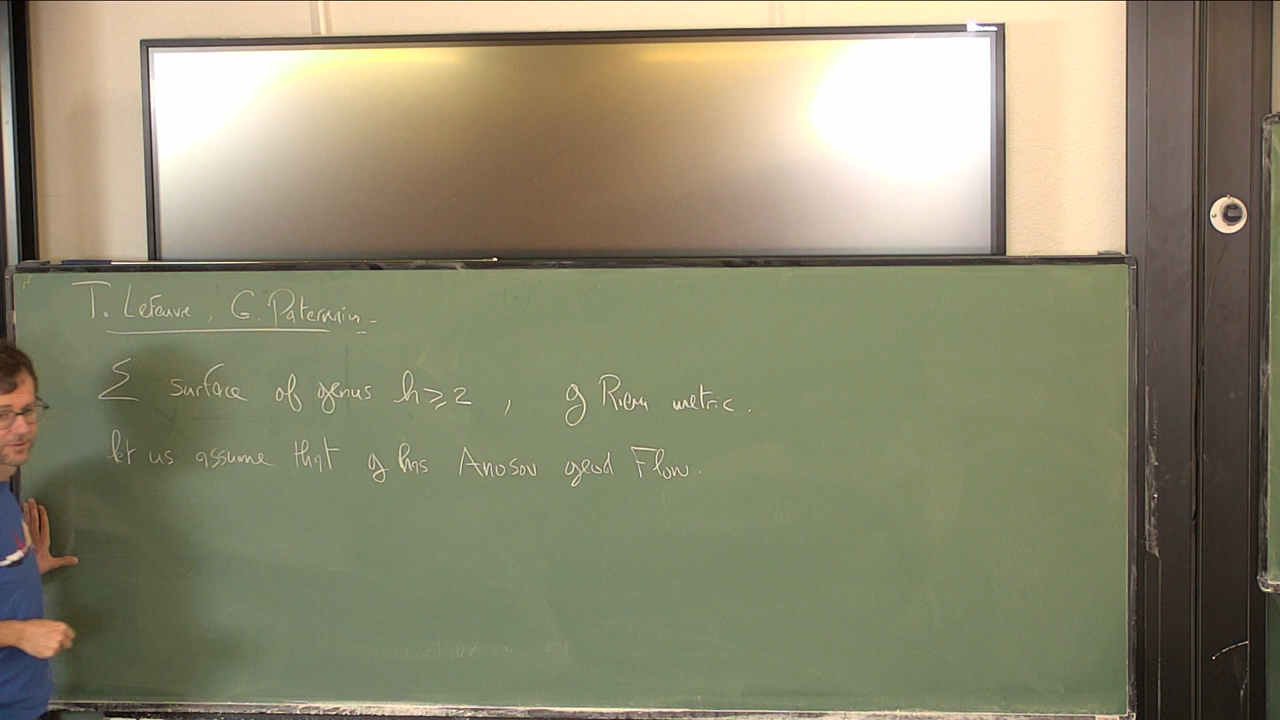 T. Lefeuvre, G. Paternain.
Σ surface of genus h ≥ 2, g Riem metric.
let us assume that g has Anosov geod Flow.